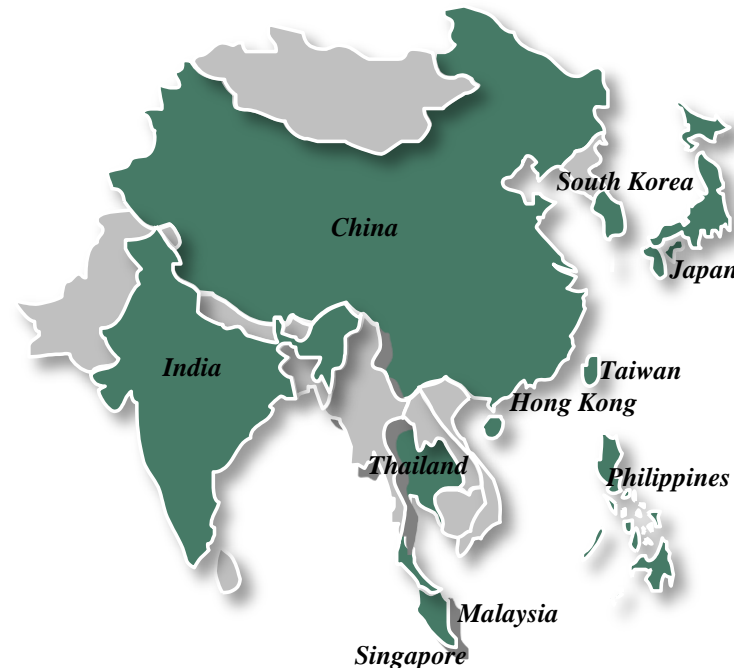 South Korea
China
Japan
India
Taiwan
Hong Kong
Thailand
Philippines
Malaysia
Singapore